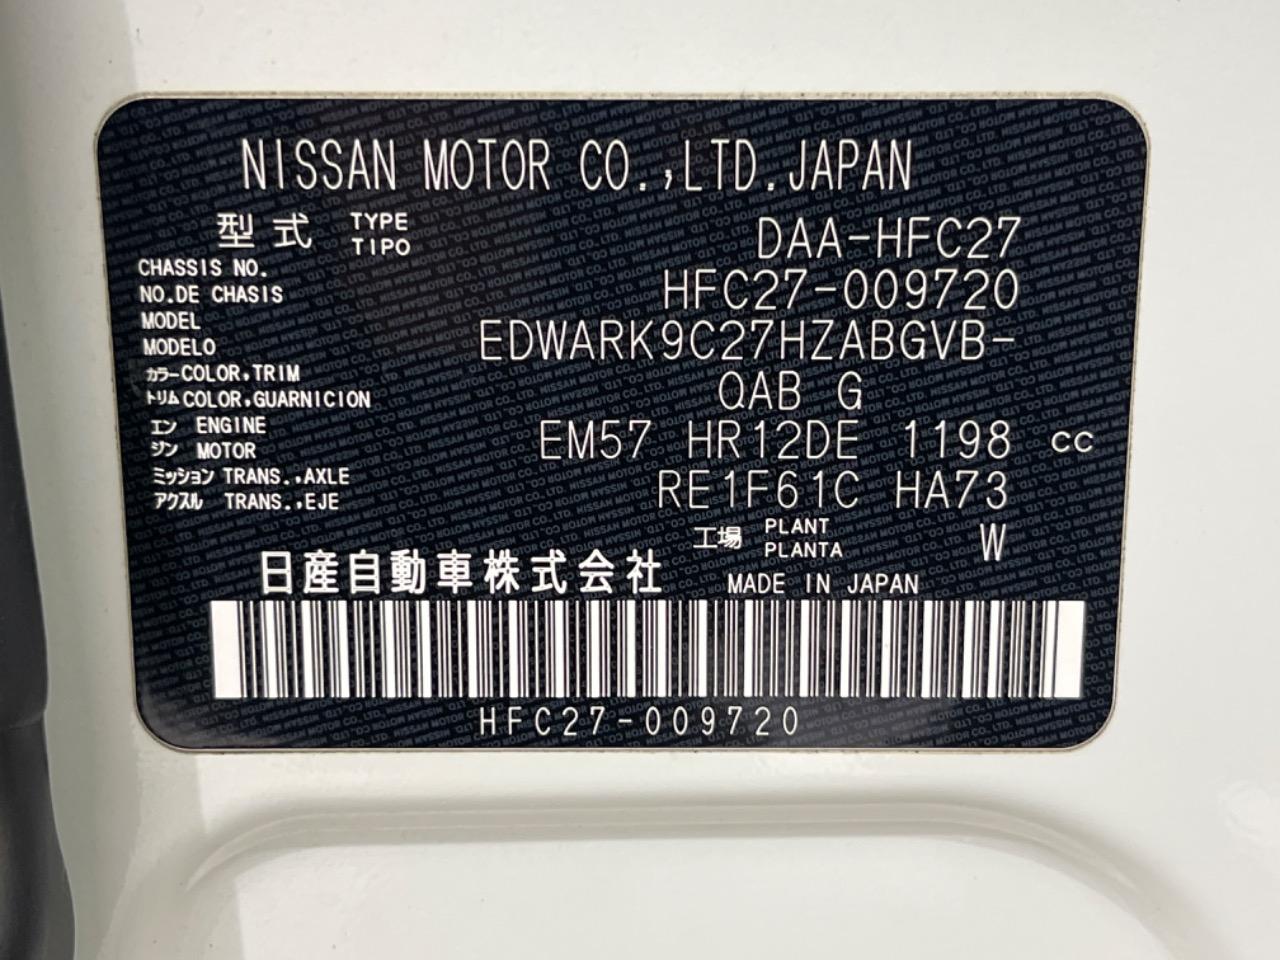 NISSAN MOTOR CO.,LTD.JAPAN
型式 TYPE TIPO DAA-HFC27
CHASSIS NO. NO.DE CHASIS HFC27-009720
MODEL MODELO EDWARK9C27HZABGVB-
カラー COLOR,TRIM トリム COLOR,GUARNICION QAB G
エンジン ENGINE MOTOR EM57 HR12DE 1198 cc
ミッション TRANS.,AXLE アクスル TRANS.,EJE RE1F61C HA73
工場 PLANT PLANTA W
日産自動車株式会社 MADE IN JAPAN
HFC27-009720